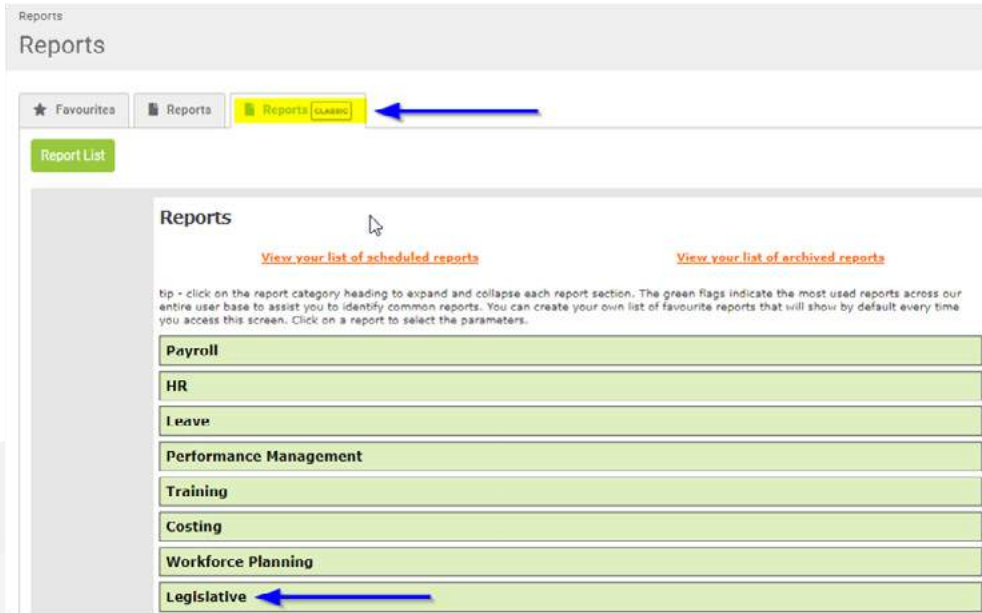 Reports
Reports
Favourites
Reports
Reports CLASSIC
Report List
Reports
View your list of scheduled reports
View your list of archived reports
tip - click on the report category heading to expand and collapse each report section. The green flags indicate the most used reports across our
entire user base to assist you to identify common reports. You can create your own list of favourite reports that will show by default every time
you access this screen. Click on a report to select the parameters.
Payroll
HR
Leave
Performance Management
Training
Costing
Workforce Planning
Legislative